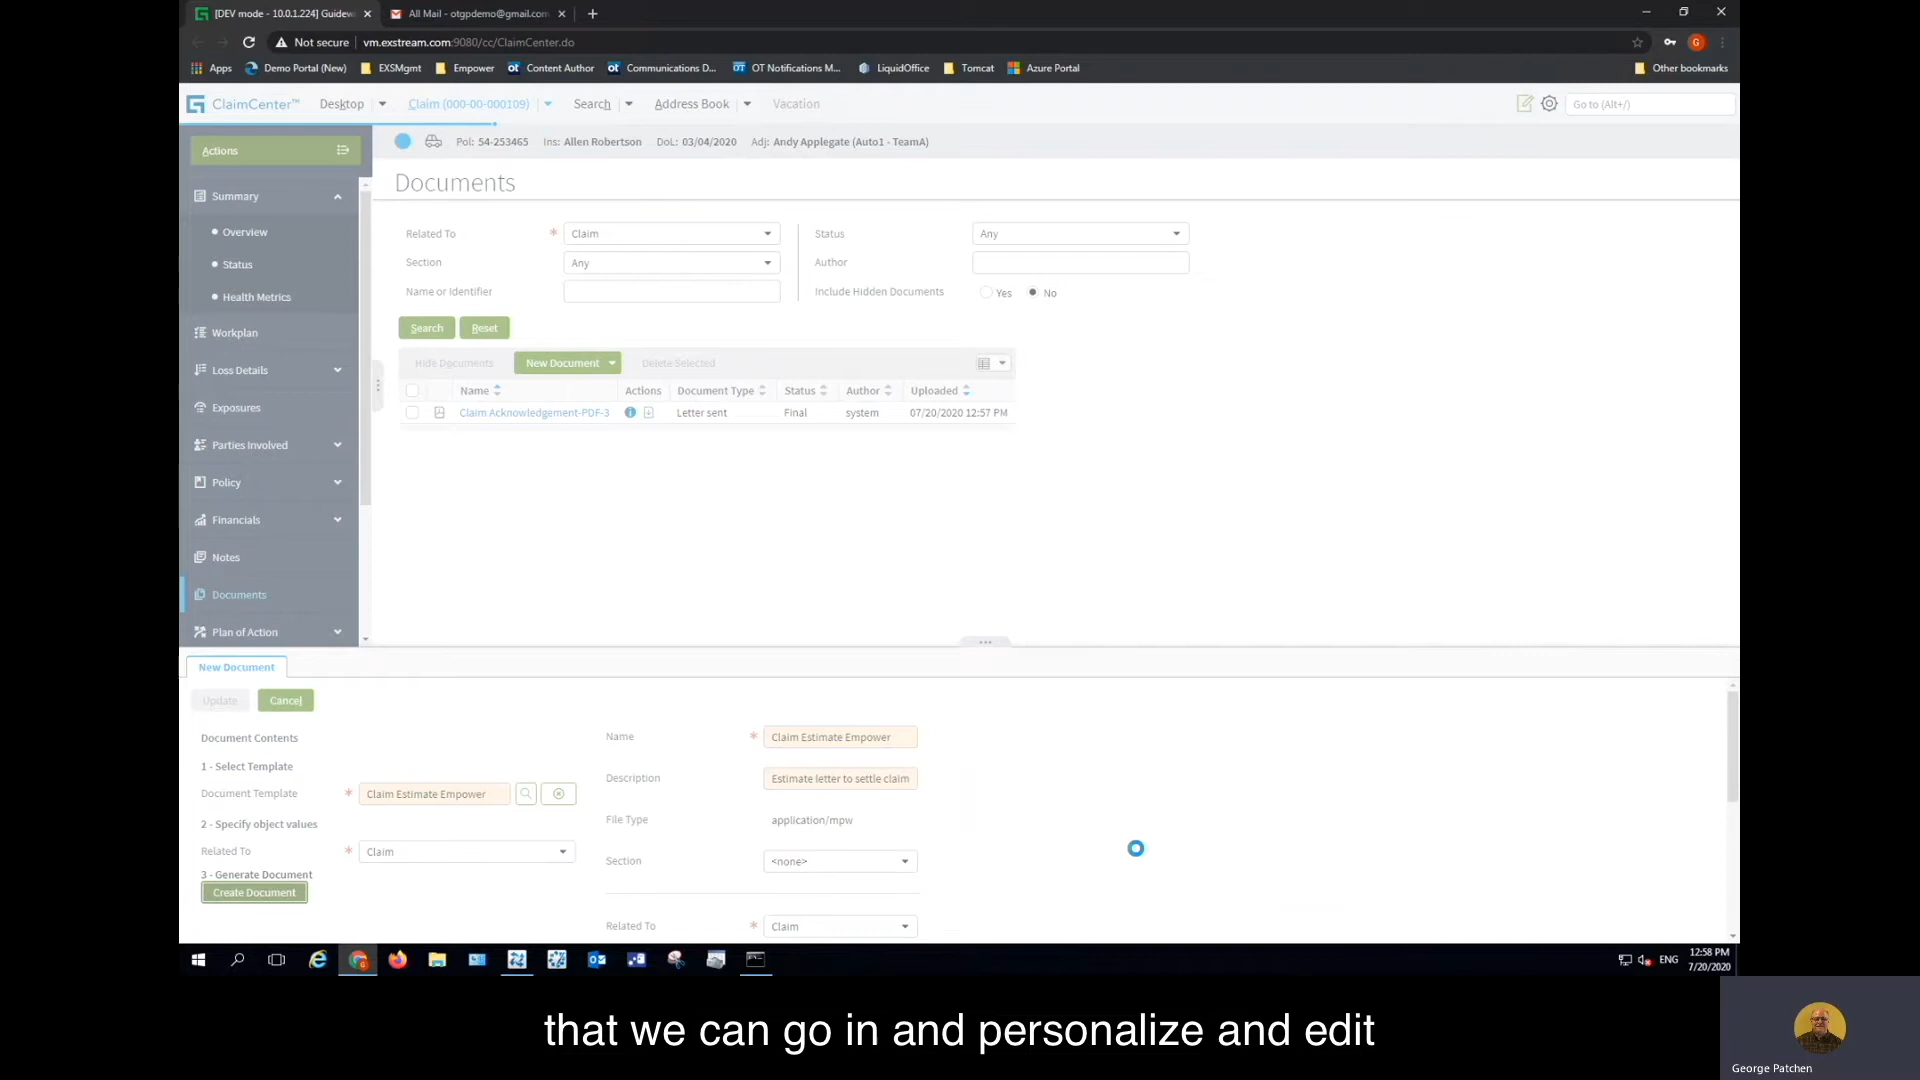 [DEV mode - 10.0.1.224] Guidew
All Mail - otgpdemo@gmail.com
Not secure vm.exstream.com:9080/cc/ClaimCenter.do
Apps Demo Portal (New) EXSMgmt Empower Content Author Communications D... OT Notifications M... LiquidOffice Tomcat Azure Portal Other bookmarks
ClaimCenter™ Desktop Claim (000-00-000109) Search Address Book Vacation Go to (Alt+/)
Actions
Pol: 54-253465 Ins: Allen Robertson DoL: 03/04/2020 Adj: Andy Applegate (Auto1 - TeamA)
Summary
Overview
Status
Health Metrics
Workplan
Loss Details
Exposures
Parties Involved
Policy
Financials
Notes
Documents
Plan of Action
Documents
Related To * Claim Status Any
Section Any Author
Name or Identifier Include Hidden Documents Yes No
Search Reset
Hide Documents New Document Delete Selected
Name Actions Document Type Status Author Uploaded
Claim Acknowledgement-PDF-3 Letter sent Final system 07/20/2020 12:57 PM
New Document
Update Cancel
Document Contents
1 - Select Template
Document Template * Claim Estimate Empower
2 - Specify object values
Related To * Claim
3 - Generate Document
Create Document
Name * Claim Estimate Empower
Description Estimate letter to settle claim
File Type application/mpw
Section <none>
Related To * Claim
ENG 12:58 PM
7/20/2020
that we can go in and personalize and edit
George Patchen